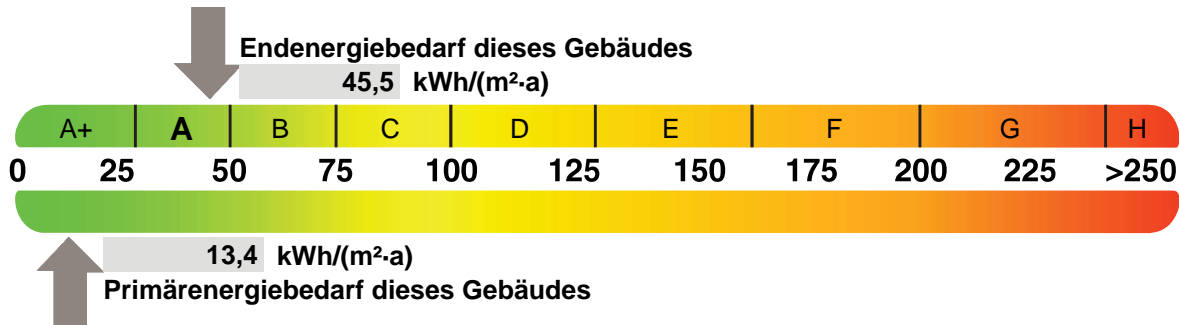 Endenergiebedarf dieses Gebäudes
45,5 kWh/(m²·a)
A+ A B C D E F G H
0 25 50 75 100 125 150 175 200 225 >250
13,4 kWh/(m²·a)
Primärenergiebedarf dieses Gebäudes